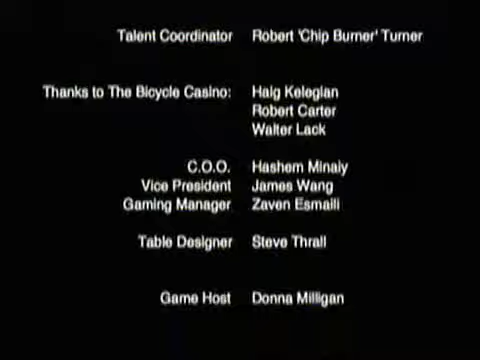 Talent Coordinator Robert 'Chip Burner' Turner
Thanks to The Bicycle Casino: Haig Kelegian
Robert Carter
Walter Lack
C.O.O. Hashem Minaiy
Vice President James Wang
Gaming Manager Zaven Esmaili
Table Designer Steve Thrall
Game Host Donna Milligan